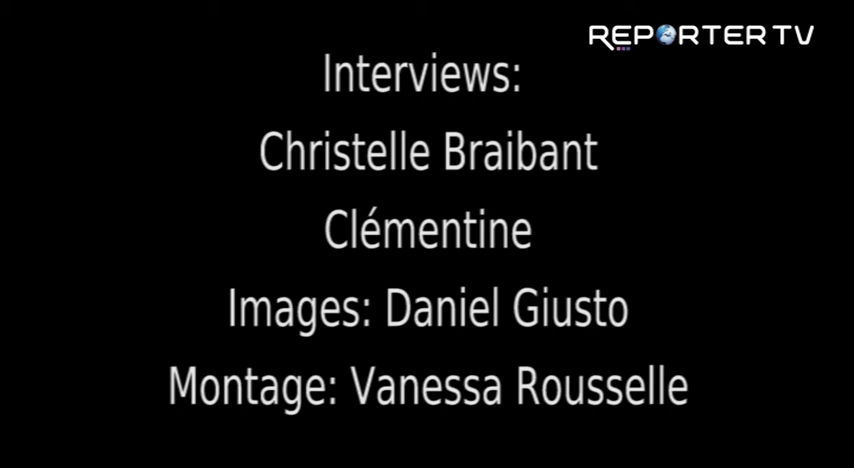 REPORTER TV
Interviews:
Christelle Braibant
Clémentine
Images: Daniel Giusto
Montage: Vanessa Rousselle